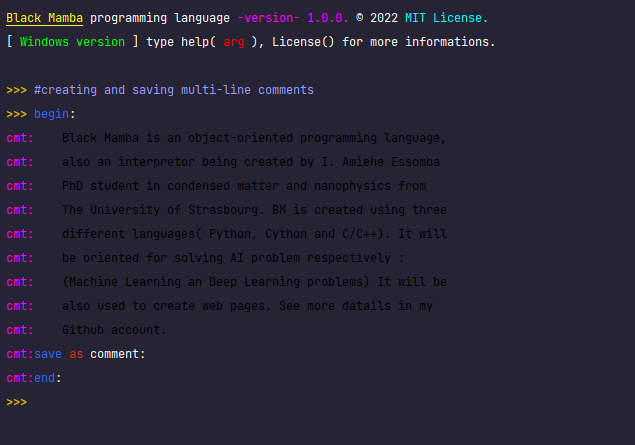 Black Mamba programming language -version- 1.0.0. © 2022 MIT License.
[ Windows version ] type help( arg ), License() for more informations.
>>> #creating and saving multi-line comments
>>> begin:
cmt:    Black Mamba is an object-oriented programming language,
cmt:    also an interpretor being created by I. Amiehe Essomba
cmt:    PhD student in condensed matter and nanophysics from
cmt:    The University of Strasbourg. BM is created using three
cmt:    different languages( Python, Cython and C/C++). It will
cmt:    be oriented for solving AI problem respectively :
cmt:    (Machine Learning an Deep Learning problems) It will be
cmt:    also used to create web pages. See more datails in my
cmt:    Github account.
cmt:save as comment:
cmt:end:
>>>